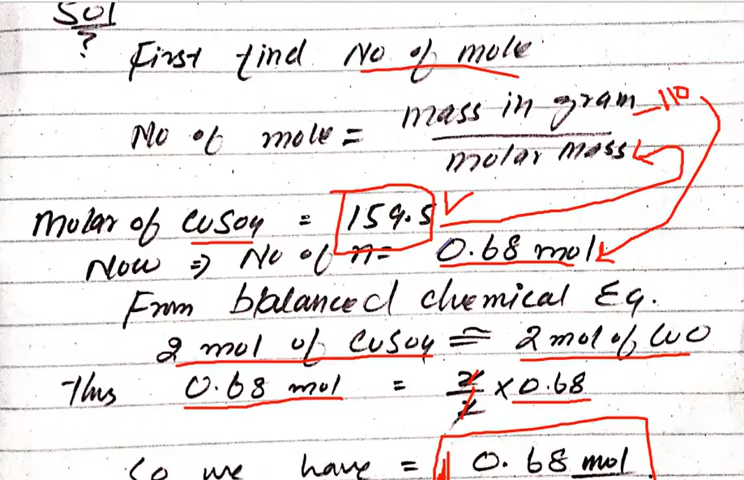 Sol
?
First find No of mole
No of mole = mass in gram 110
molar mass
Molar of CuSO4 = 159.5
Now ⇒ No of n = 0.68 mol
From balanced chemical Eq.
2 mol of CuSO4 = 2 mol of CuO
Thus 0.68 mol = 2/2 × 0.68
So we have = 0.68 mol